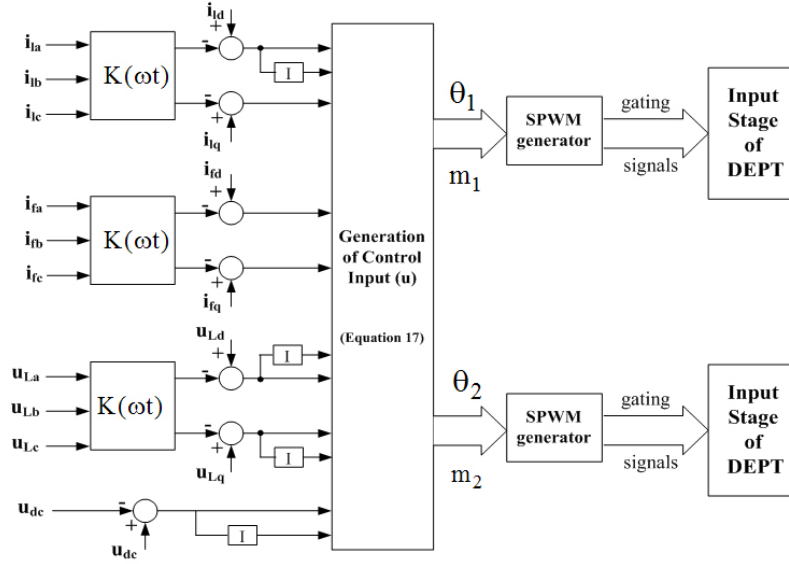 i_ld
+
-
i_la
i_lb
K(ωt)
i_lc
I
-
+
i_lq
i_fd
+
-
i_fa
i_fb
K(ωt)
i_fc
-
+
i_fq
u_Ld
+
-
u_La
u_Lb
K(ωt)
u_Lc
I
-
+
u_Lq
I
u_dc
-
+
u_dc
I
Generation
of Control
Input (u)
(Equation 17)
θ₁
m₁
SPWM
generator
gating
signals
Input
Stage
of
DEPT
θ₂
m₂
SPWM
generator
gating
signals
Input
Stage
of
DEPT